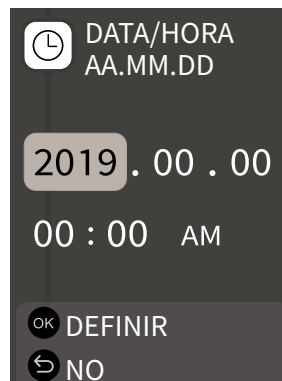 DATA/HORA
AA.MM.DD
2019 . 00 . 00
00 : 00 AM
OK DEFINIR
NO